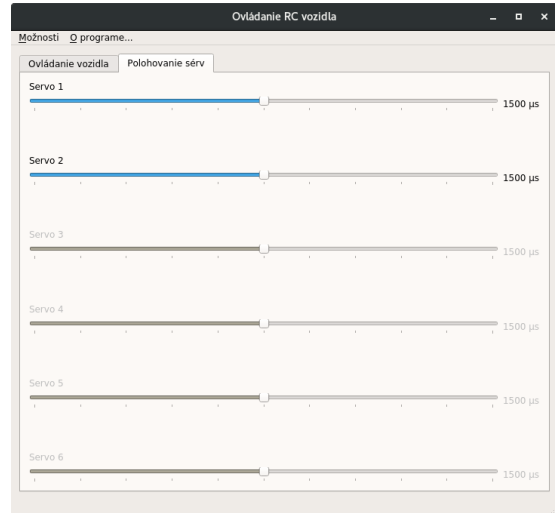 Ovládanie RC vozidla
Možnosti O programe...
Ovládanie vozidla Polohovanie sérv
Servo 1
1500 µs
Servo 2
1500 µs
Servo 3
1500 µs
Servo 4
1500 µs
Servo 5
1500 µs
Servo 6
1500 µs